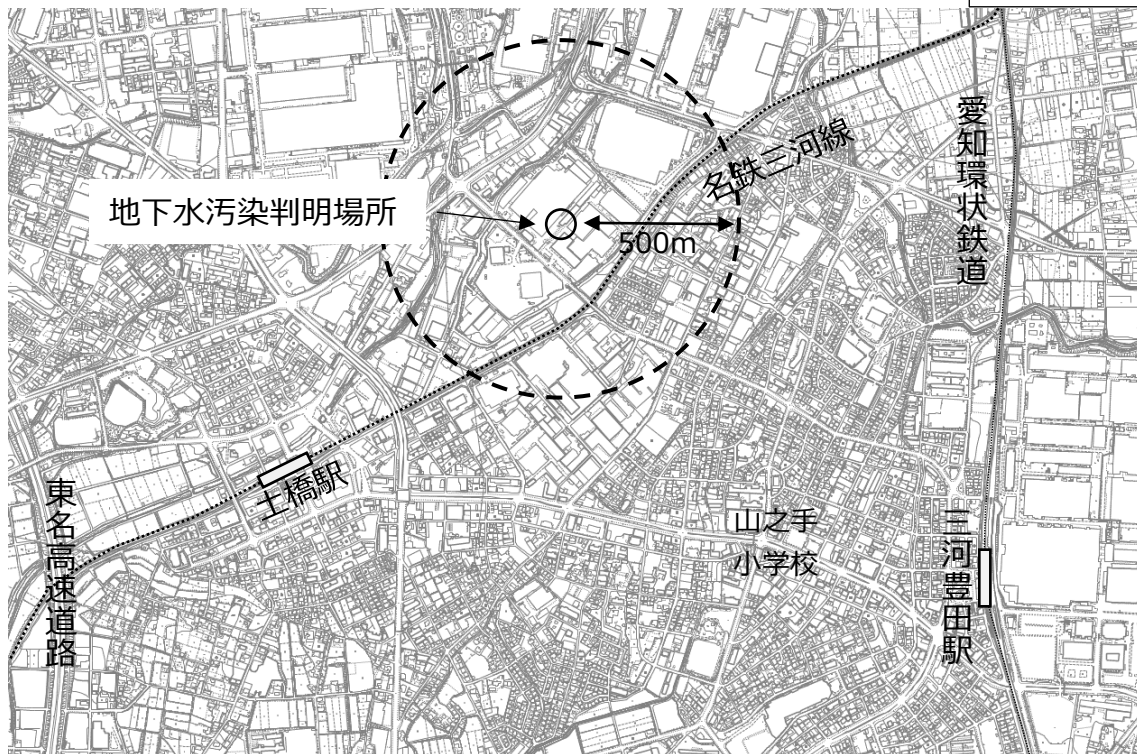 愛知環状鉄道
名鉄三河線
地下水汚染判明場所
500m
土橋駅
東名高速道路
山之手
小学校
三河豊田駅